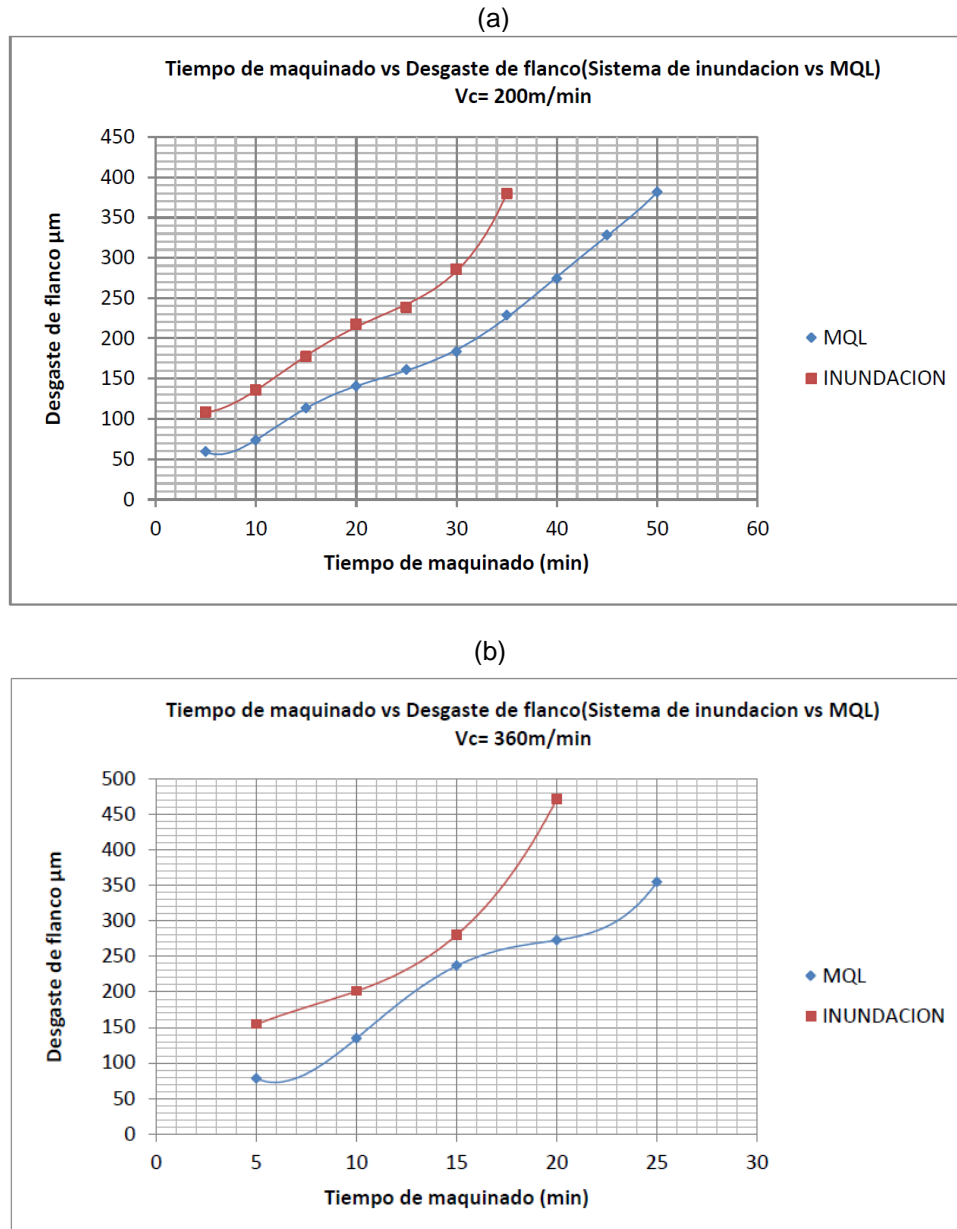 (a)
Tiempo de maquinado vs Desgaste de flanco(Sistema de inundacion vs MQL)
Vc= 200m/min
450
400
350
300
250
200
150
100
50
0
Desgaste de flanco µm
0 10 20 30 40 50 60
Tiempo de maquinado (min)
MQL
INUNDACION
(b)
Tiempo de maquinado vs Desgaste de flanco(Sistema de inundacion vs MQL)
Vc= 360m/min
500
450
400
350
300
250
200
150
100
50
0
Desgaste de flanco µm
0 5 10 15 20 25 30
Tiempo de maquinado (min)
MQL
INUNDACION